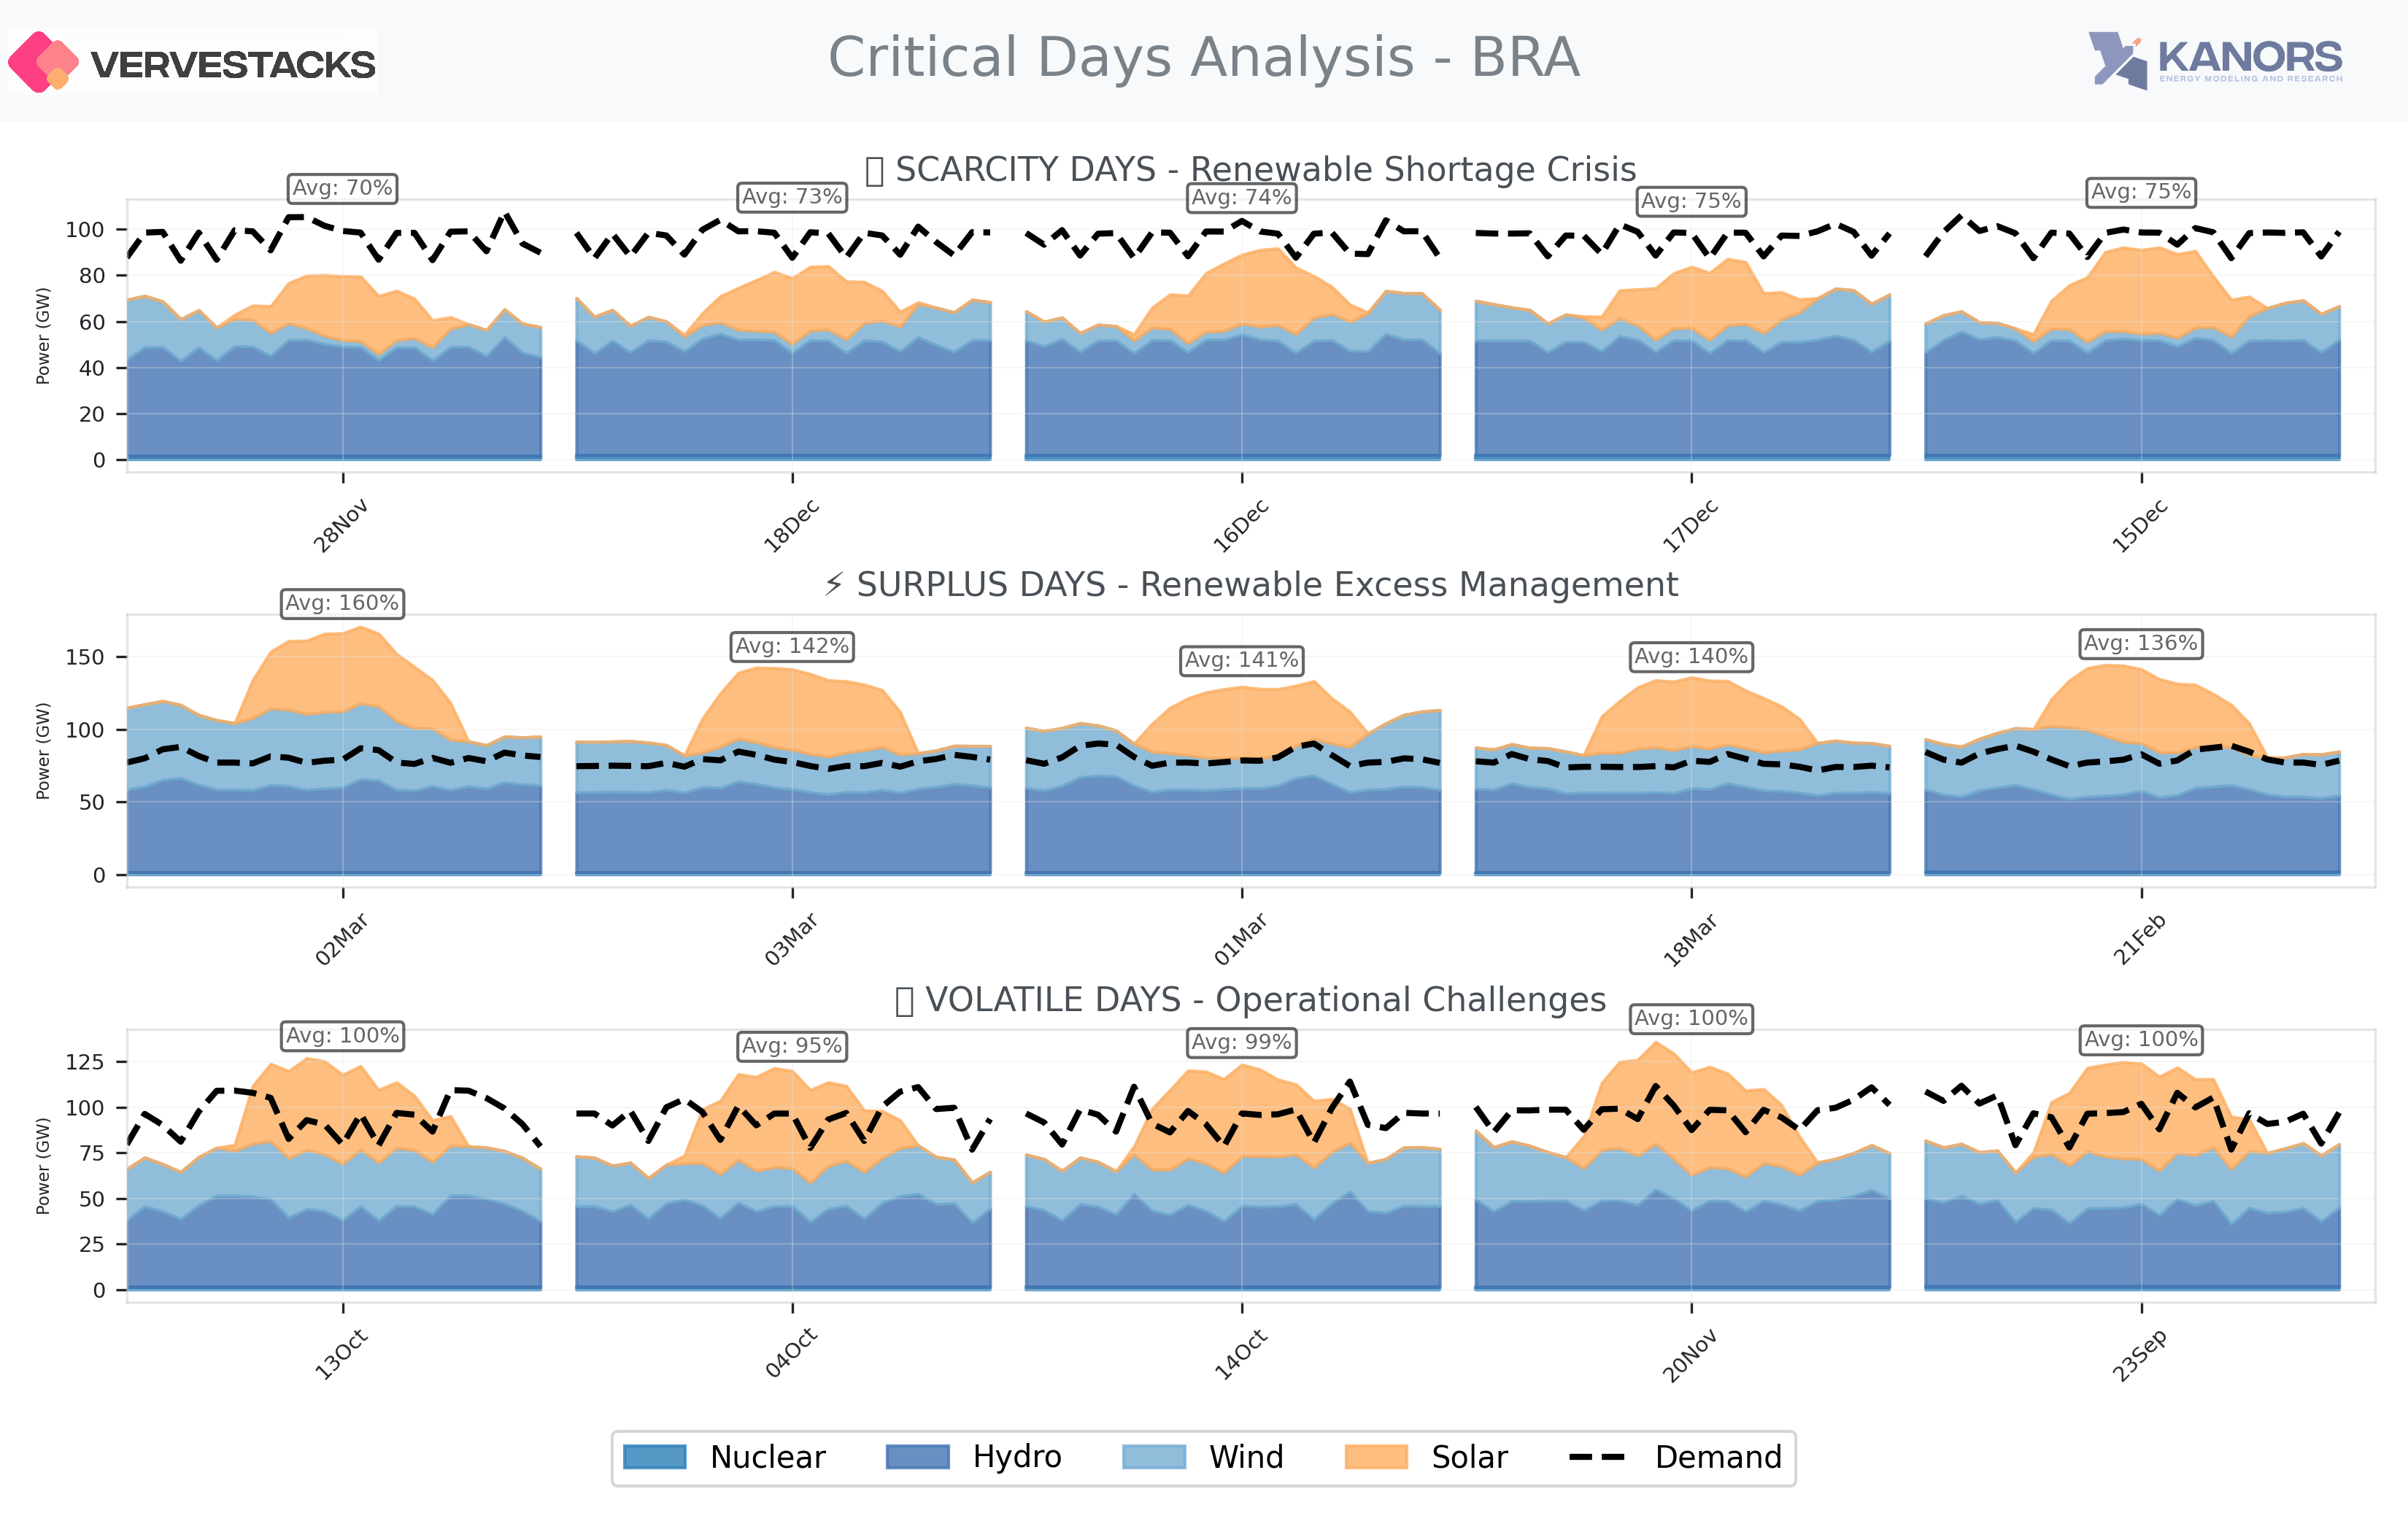 VERVESTACKS
Critical Days Analysis - BRA
KANORS
ENERGY MODELING AND RESEARCH
SCARCITY DAYS - Renewable Shortage Crisis
Avg: 70%
Avg: 73%
Avg: 74%
Avg: 75%
Avg: 75%
Power (GW)
100
80
60
40
20
0
28Nov
18Dec
16Dec
17Dec
15Dec
⚡ SURPLUS DAYS - Renewable Excess Management
Avg: 160%
Avg: 142%
Avg: 141%
Avg: 140%
Avg: 136%
Power (GW)
150
100
50
0
02Mar
03Mar
01Mar
18Mar
21Feb
VOLATILE DAYS - Operational Challenges
Avg: 100%
Avg: 95%
Avg: 99%
Avg: 100%
Avg: 100%
Power (GW)
125
100
75
50
25
0
13Oct
04Oct
14Oct
20Nov
23Sep
Nuclear
Hydro
Wind
Solar
Demand